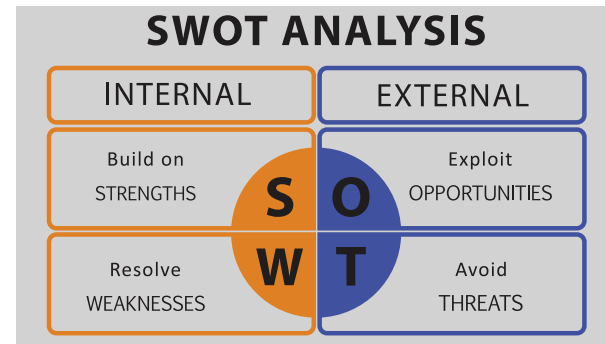 SWOT ANALYSIS
INTERNAL
EXTERNAL
Build on
STRENGTHS
S
O
Exploit
OPPORTUNITIES
Resolve
WEAKNESSES
W
T
Avoid
THREATS